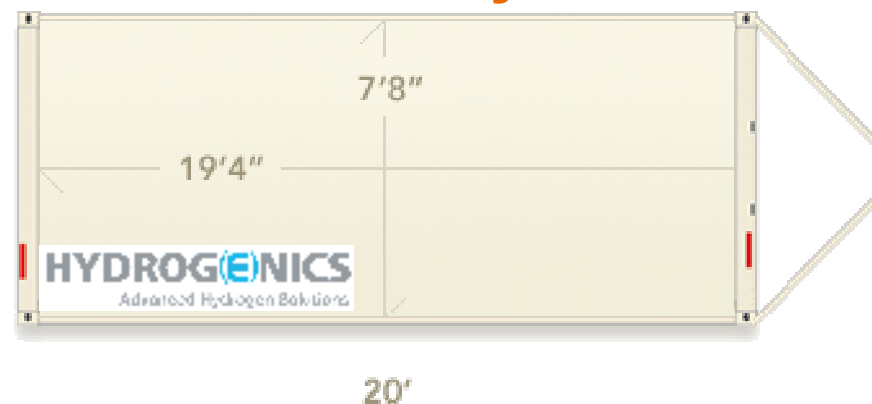 7'8"
19'4"
HYDROGENICS
Advanced Hydrogen Solutions
20'